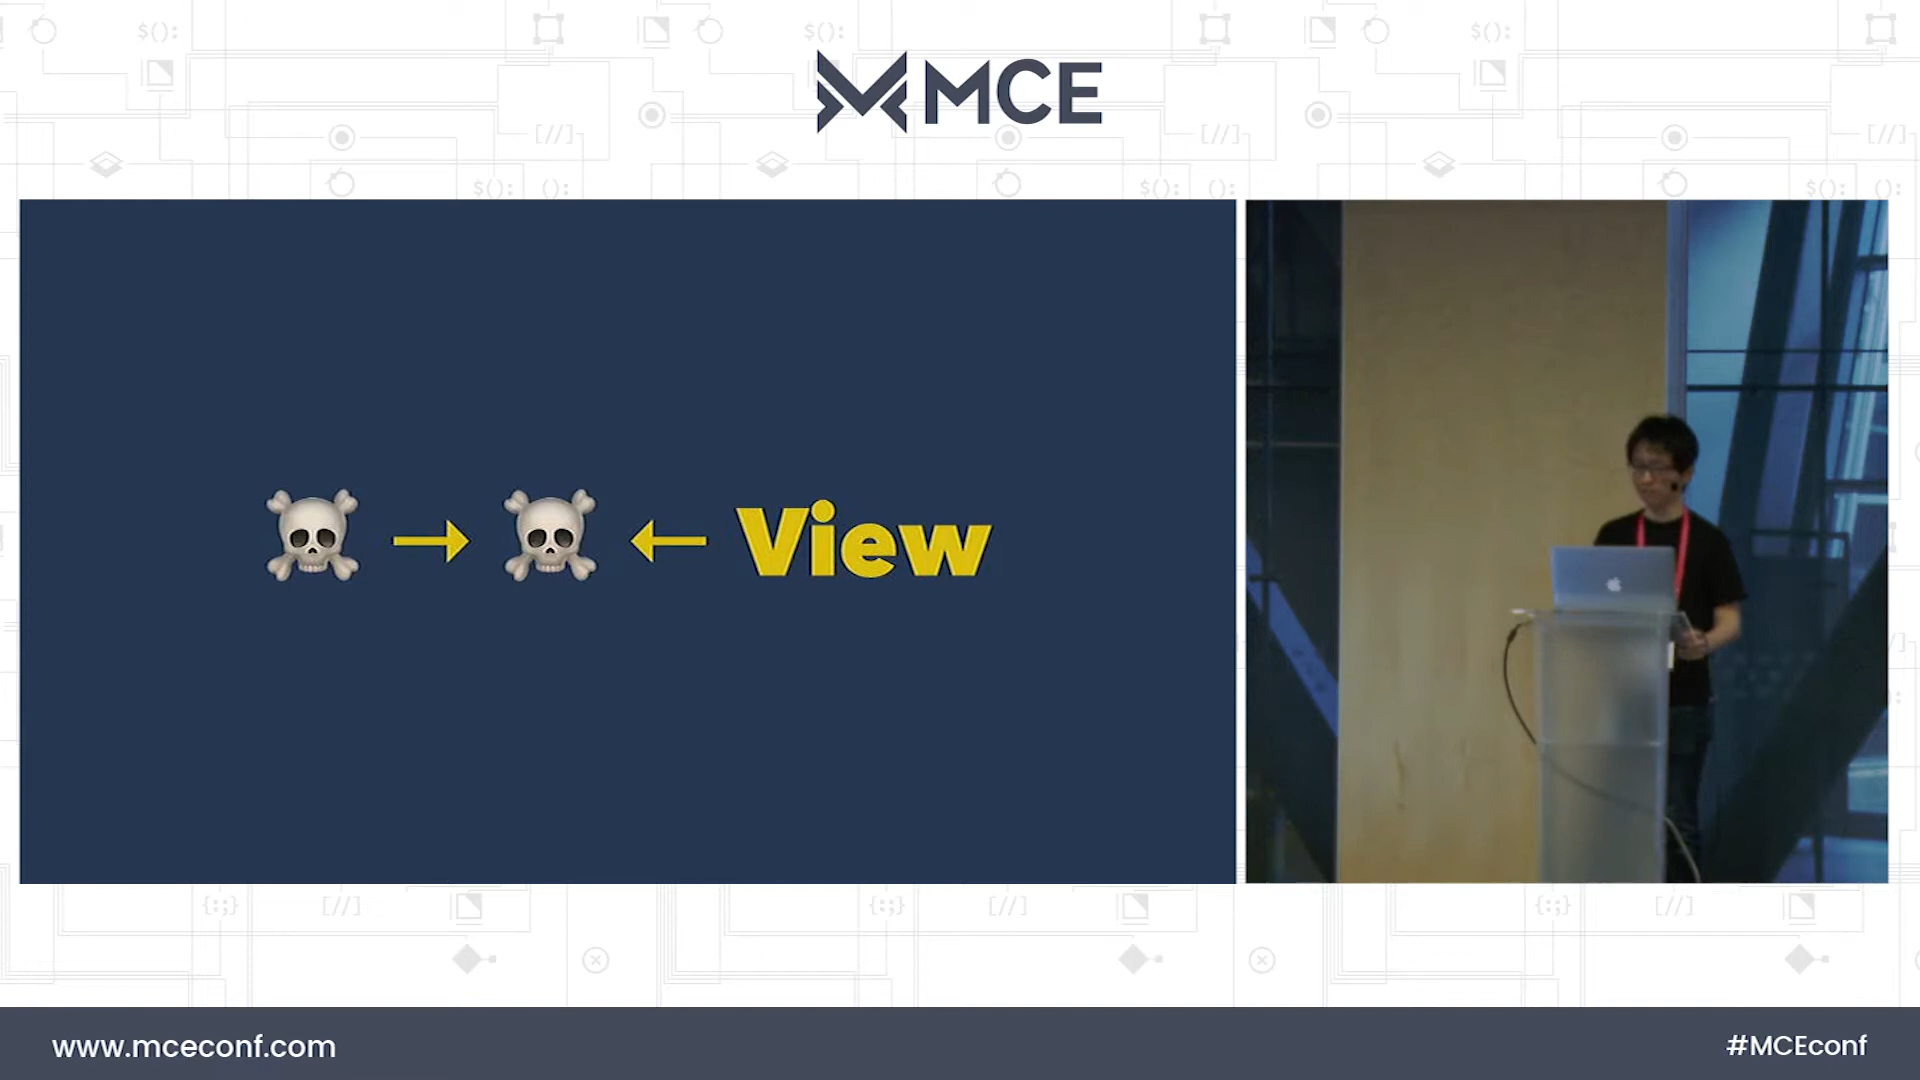 MCE
☠️ → ☠️ ← View
www.mceconf.com
#MCEconf